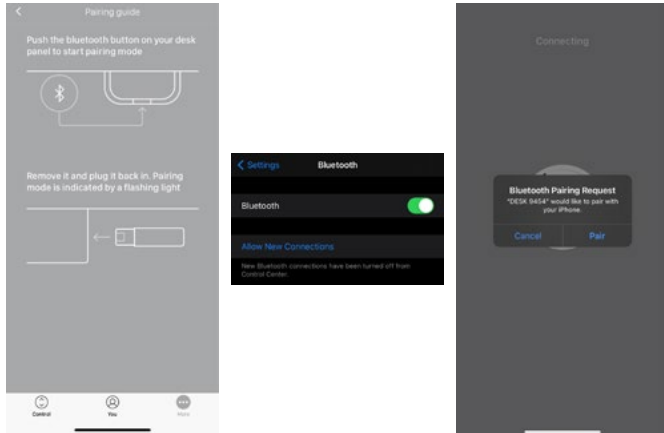 Pairing guide
Push the bluetooth button on your desk
panel to start pairing mode
Remove it and plug it back in. Pairing
mode is indicated by a flashing light
Control
You
More
Settings
Bluetooth
Bluetooth
Allow New Connections
New Bluetooth connections have been turned off from
Control Center.
Connecting
Bluetooth Pairing Request
"DESK 9454" would like to pair with
your iPhone.
Cancel
Pair